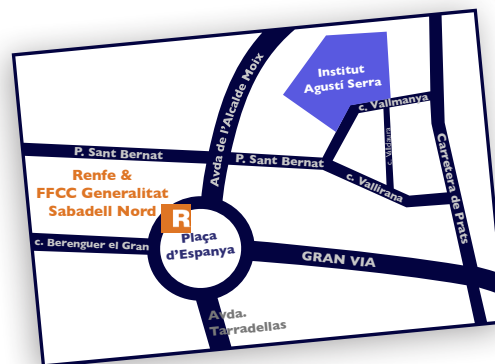 Avda de l'Alcalde Moix
Institut
Agustí Serra
c. Vallmanya
c. Viladaura
P. Sant Bernat
P. Sant Bernat
c. Vallirana
Carretera de Prats
Renfe &
FFCC Generalitat
Sabadell Nord
R
c. Berenguer el Gran
Plaça
d'Espanya
GRAN VIA
Avda.
Tarradellas